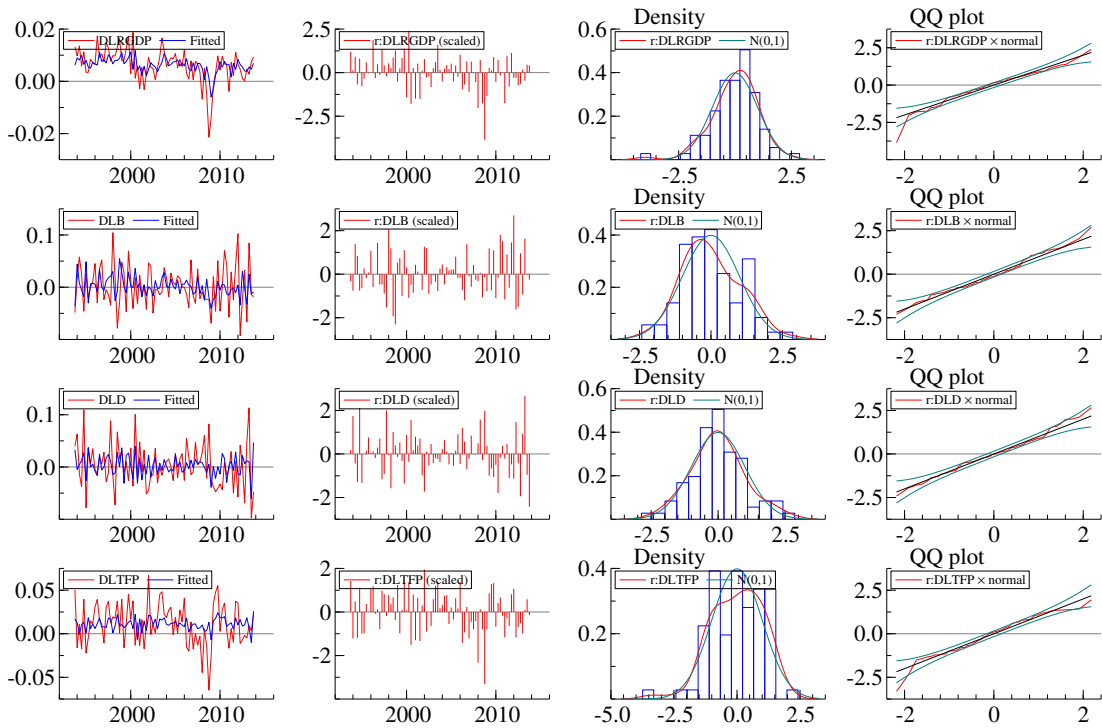 0.02 DLRGDP Fitted
0.00
-0.02
2000 2010
2.5 r:DLRGDP (scaled)
0.0
-2.5
2000 2010
Density
0.6 r:DLRGDP N(0,1)
0.4
0.2
-2.5 0.0 2.5
QQ plot
2.5 r:DLRGDP × normal
0.0
-2.5
-2 0 2
DLB Fitted
0.1
0.0
2000 2010
r:DLB (scaled)
2
0
-2
2000 2010
Density
r:DLB N(0,1)
0.4
0.2
-2.5 0.0 2.5
QQ plot
r:DLB × normal
2.5
0.0
-2.5
-2 0 2
DLD Fitted
0.1
0.0
2000 2010
r:DLD (scaled)
2
0
-2
2000 2010
Density
0.6 r:DLD N(0,1)
0.4
0.2
-2.5 0.0 2.5
QQ plot
r:DLD × normal
2.5
0.0
-2.5
-2 0 2
DLTFP Fitted
0.05
0.00
-0.05
2000 2010
2 r:DLTFP (scaled)
0
-2
2000 2010
Density
0.4 r:DLTFP N(0,1)
0.2
-5.0 -2.5 0.0 2.5
QQ plot
2.5 r:DLTFP × normal
0.0
-2.5
-2 0 2